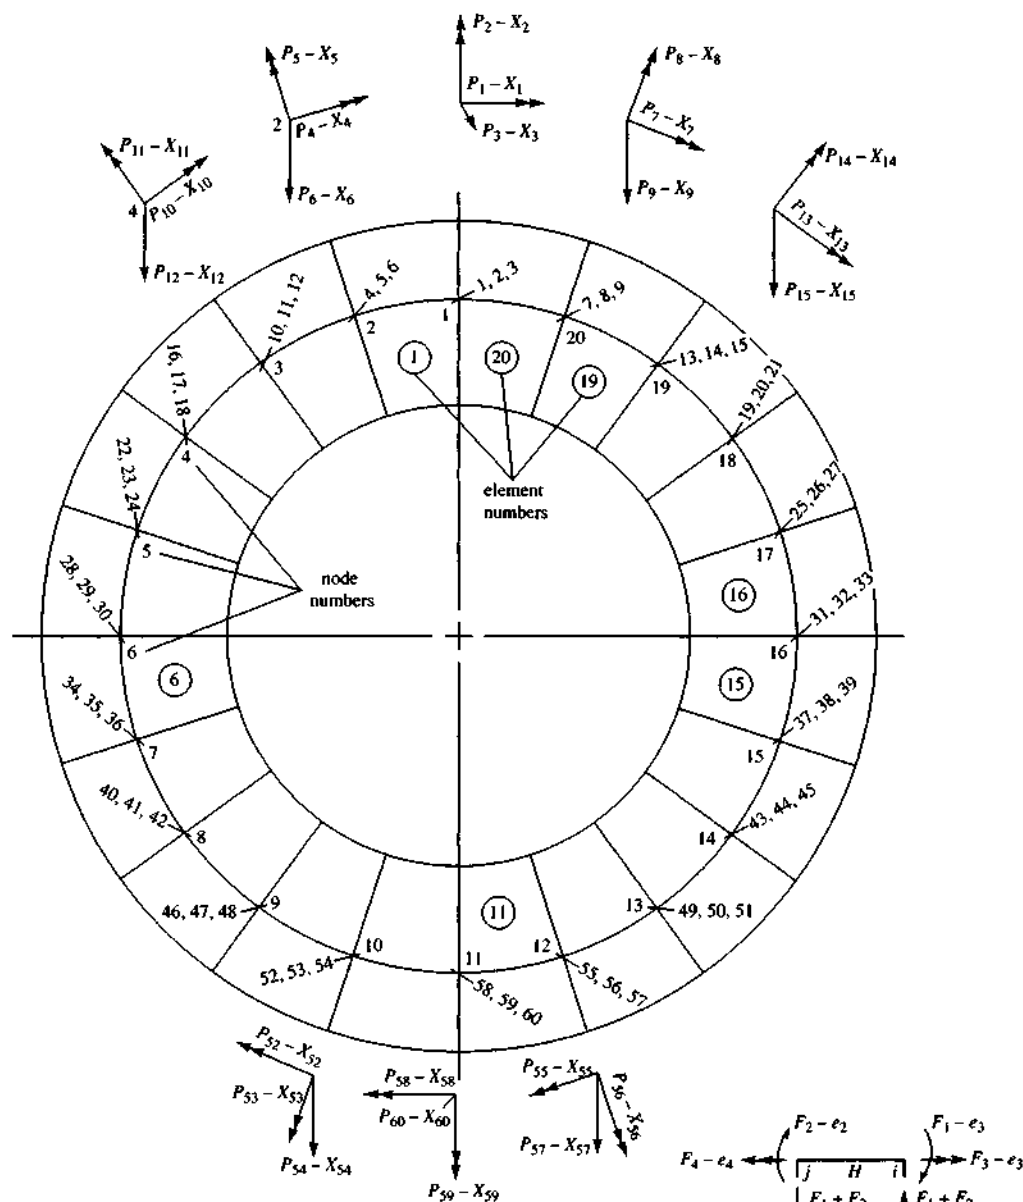 P2 – X2
P5 – X5
P8 – X8
P1 – X1
2
P4 – X4
P3 – X3
P7 – X7
P11 – X11
P14 – X14
4
P10 – X10
P6 – X6
P9 – X9
P13 – X13
P12 – X12
P15 – X15
10, 11, 12
4, 5, 6
1, 2, 3
7, 8, 9
1
2
20
16, 17, 18
3
1
20
19
19
13, 14, 15
19, 20, 21
4
18
22, 23, 24
element
numbers
25, 26, 27
5
17
28, 29, 30
node
numbers
16
31, 32, 33
6
16
34, 35, 36
6
15
37, 38, 39
7
15
40, 41, 42
8
14
43, 44, 45
46, 47, 48
9
11
13
49, 50, 51
10
11
12
52, 53, 54
58, 59, 60
55, 56, 57
P52 – X52
P58 – X58
P55 – X55
P56 – X56
P53 – X53
P60 – X60
P54 – X54
P57 – X57
P59 – X59
F2 – e2
F1 – e3
F4 – e4
F3 – e3
j H i
F1 + F2
F1 + F2